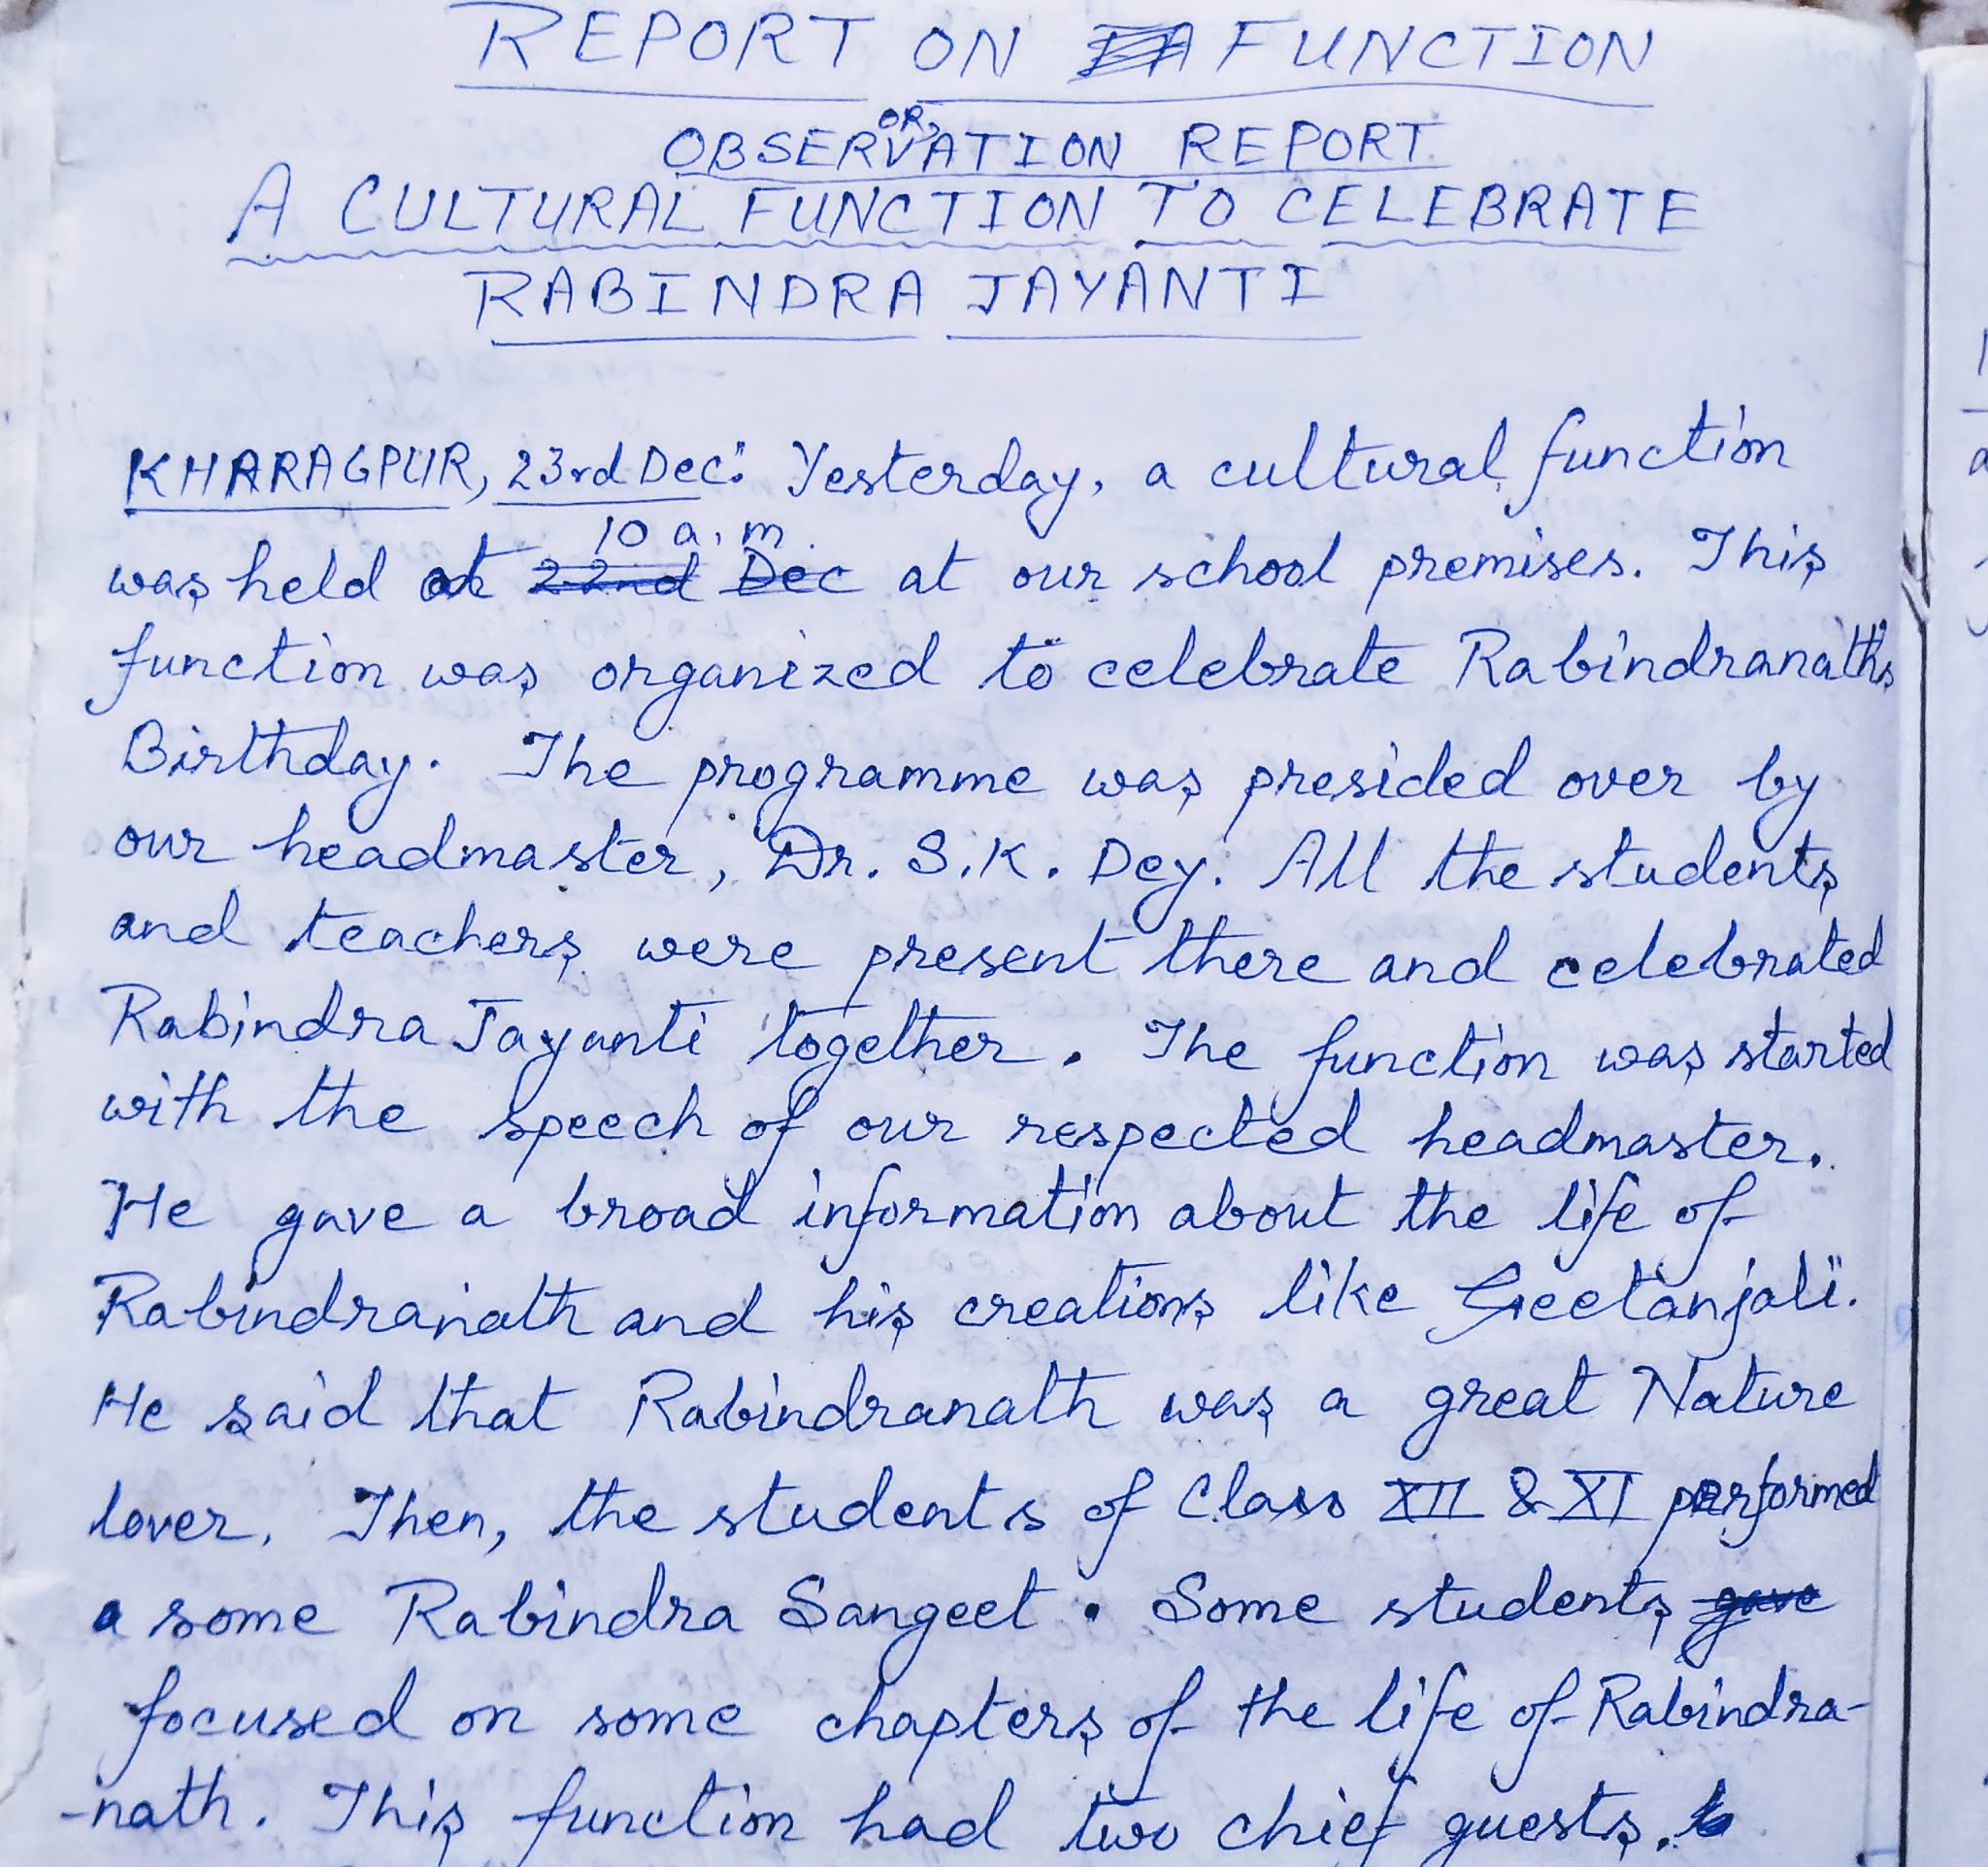 REPORT ON A FUNCTION
OR
OBSERVATION REPORT
A CULTURAL FUNCTION TO CELEBRATE
RABINDRA JAYANTI
KHARAGPUR, 23rd Dec: Yesterday, a cultural function
10 a.m.
was held at 22nd Dec at our school premises. This
function was organized to celebrate Rabindranath's
Birthday. The programme was presided over by
our headmaster, Dr. S.K. Dey. All the students
and teachers were present there and celebrated
Rabindra Jayanti together. The function was started
with the speech of our respected headmaster.
He gave a broad information about the life of
Rabindranath and his creations like Geetanjali".
He said that Rabindranath was a great Nature
lover. Then, the students of Class XII & XI performed
a some Rabindra Sangeet. Some students gave
focused on some chapters of the life of Rabindra-
-nath. This function had two chief guests.